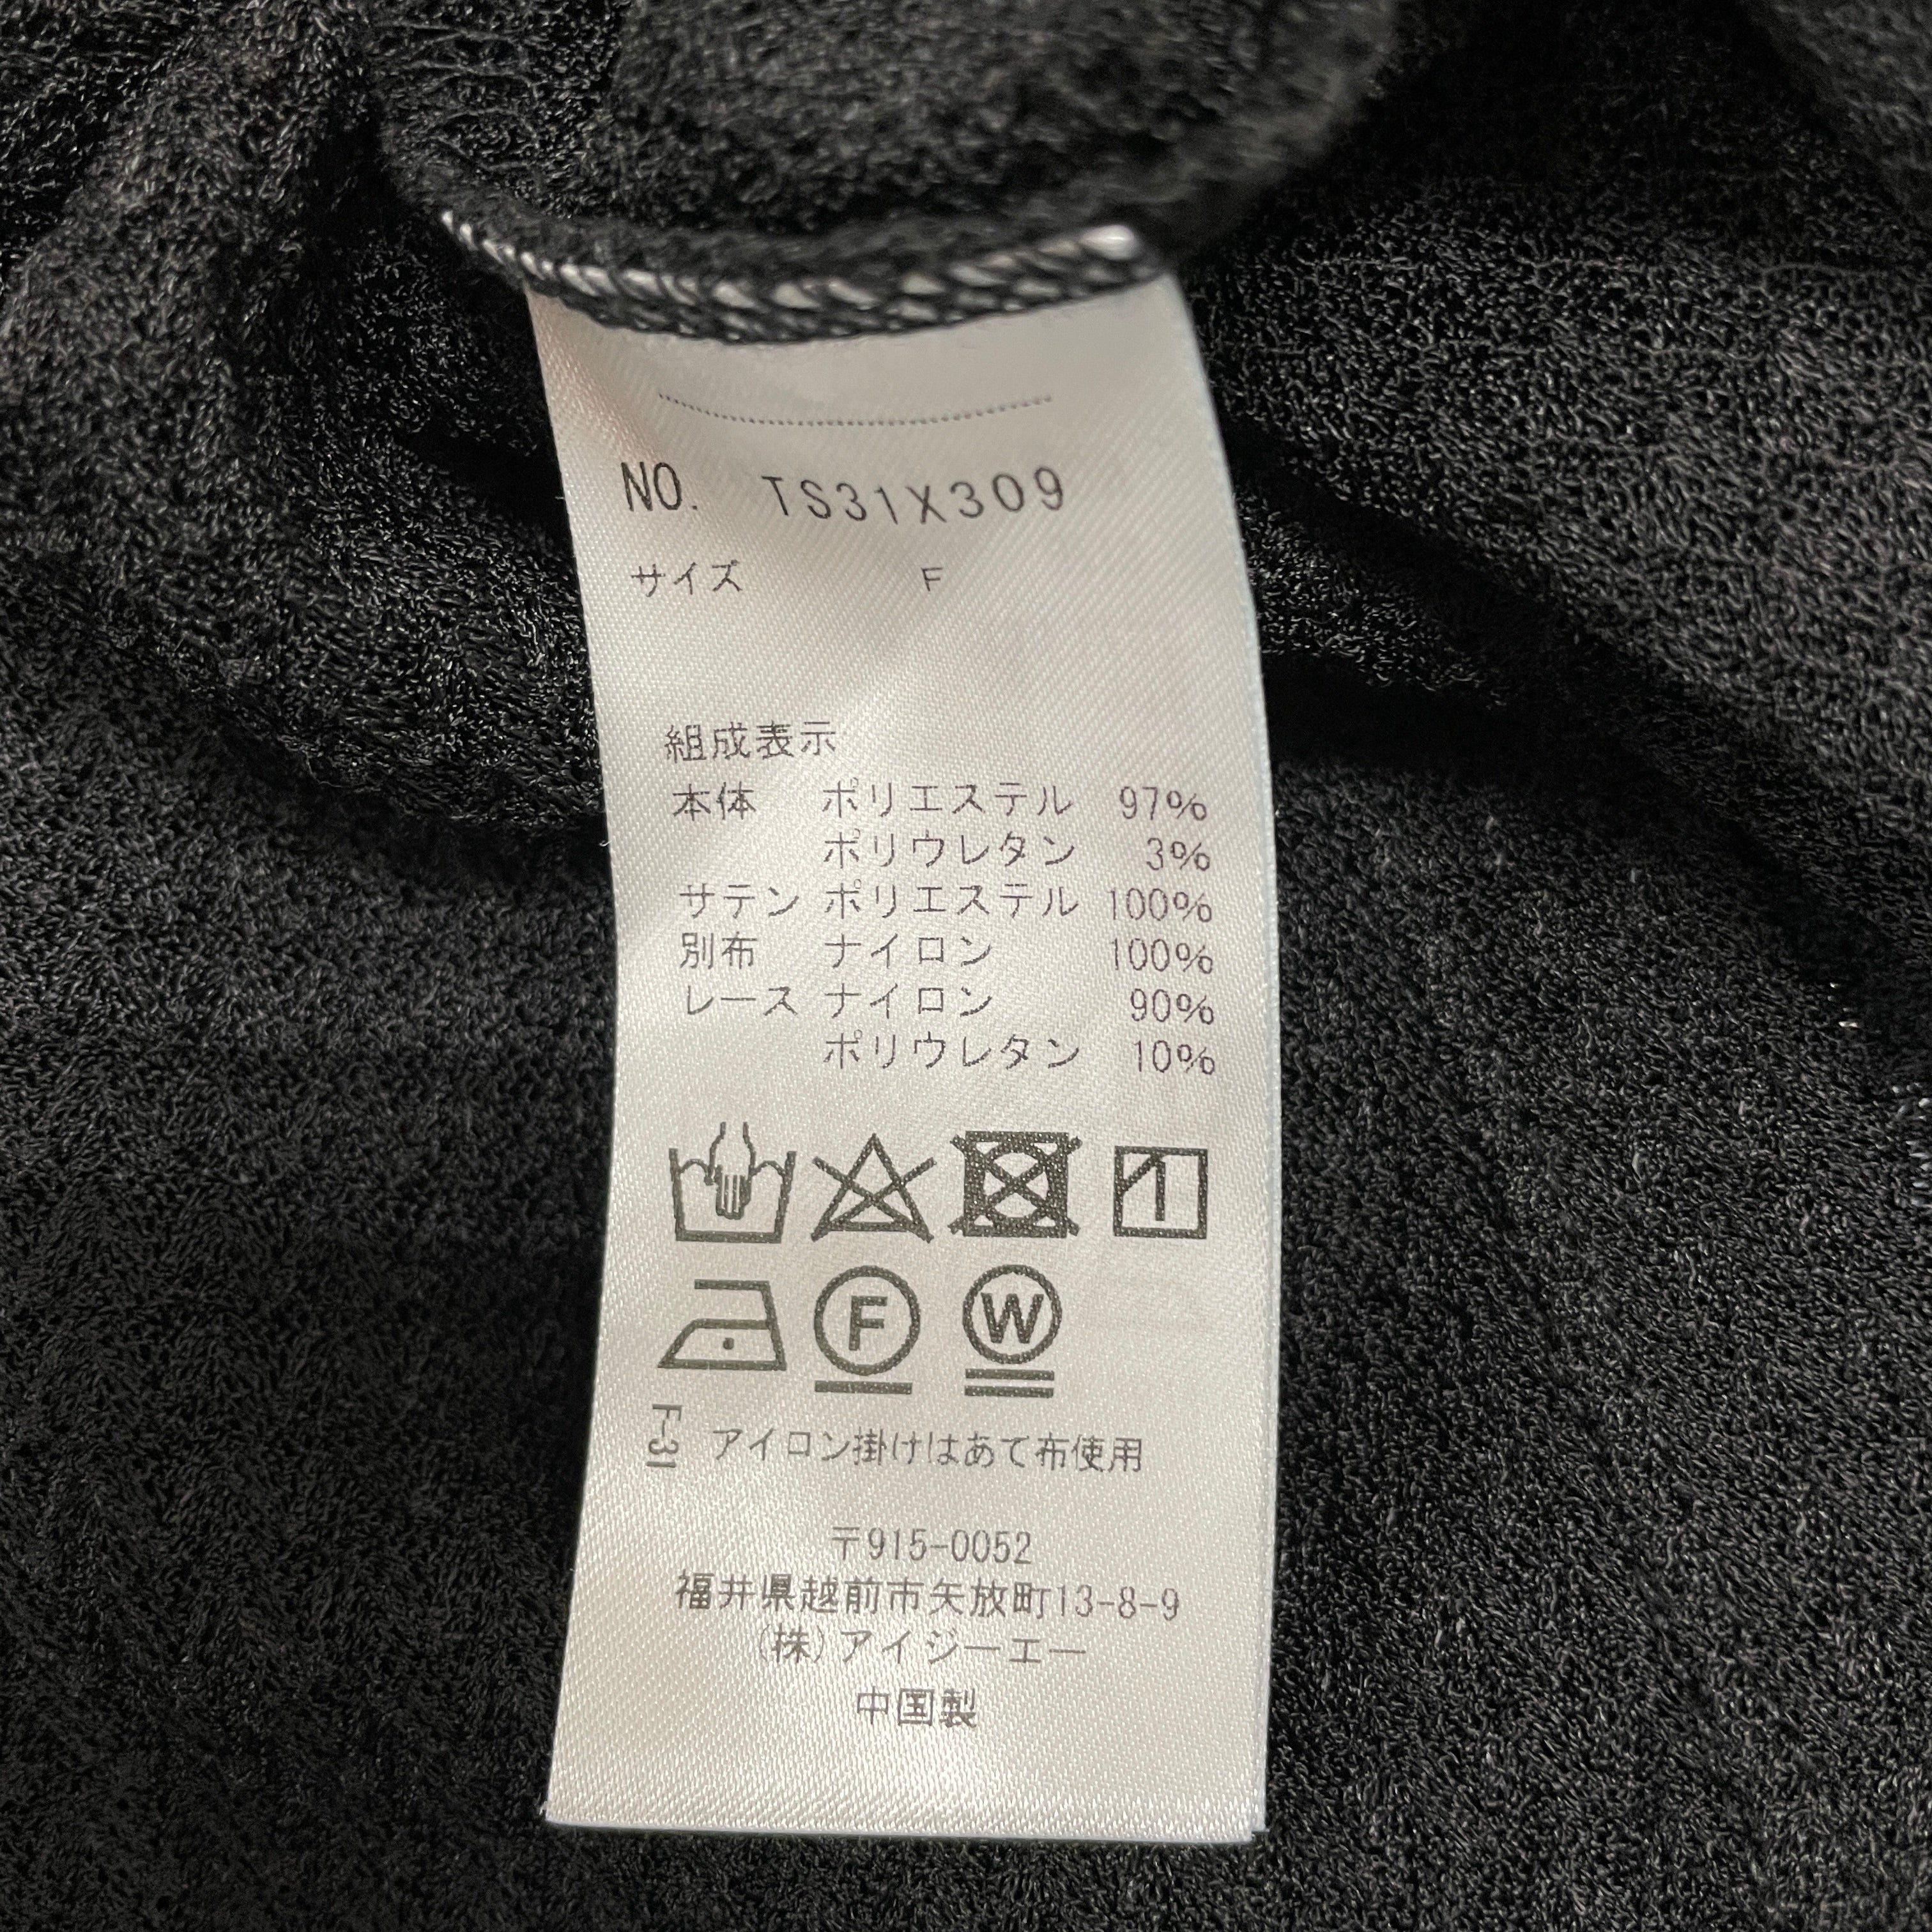 NO. TS31X309
サイズ F
組成表示
本体 ポリエステル 97%
ポリウレタン 3%
サテン ポリエステル 100%
別布 ナイロン 100%
レース ナイロン 90%
ポリウレタン 10%
F W
F-31 アイロン掛けはあて布使用
〒915-0052
福井県越前市矢放町13-8-9
(株)アイジーエー
中国製